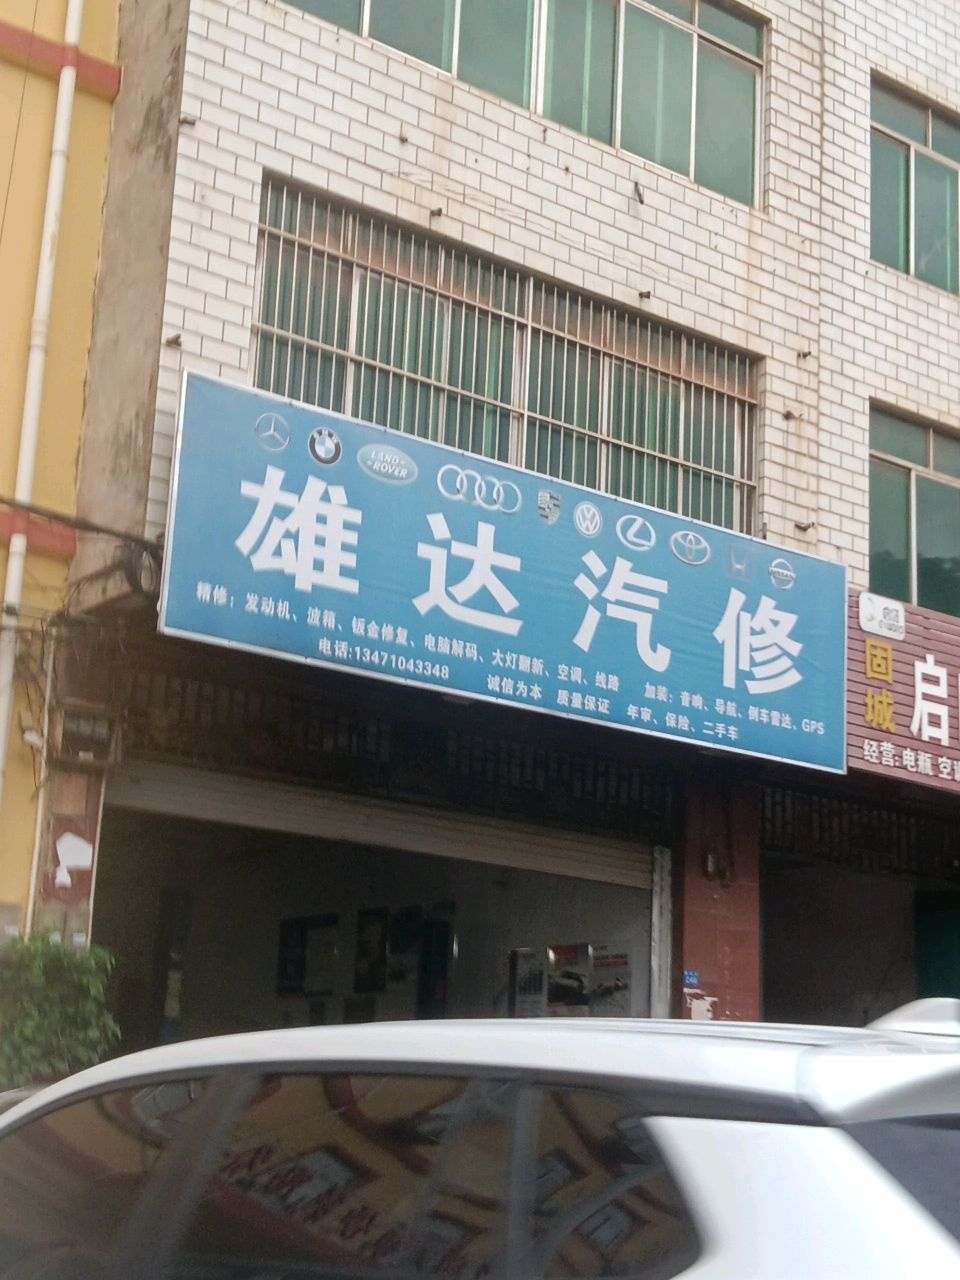 LAND ROVER
NISSAN
雄达汽修
精修：发动机、波箱、钣金修复、电脑解码、大灯翻新、空调、线路 加装：音响、导航、倒车雷达、GPS
电话:13471043348 诚信为本 质量保证 年审、保险、二手车
固城
启
经营:电瓶 空调